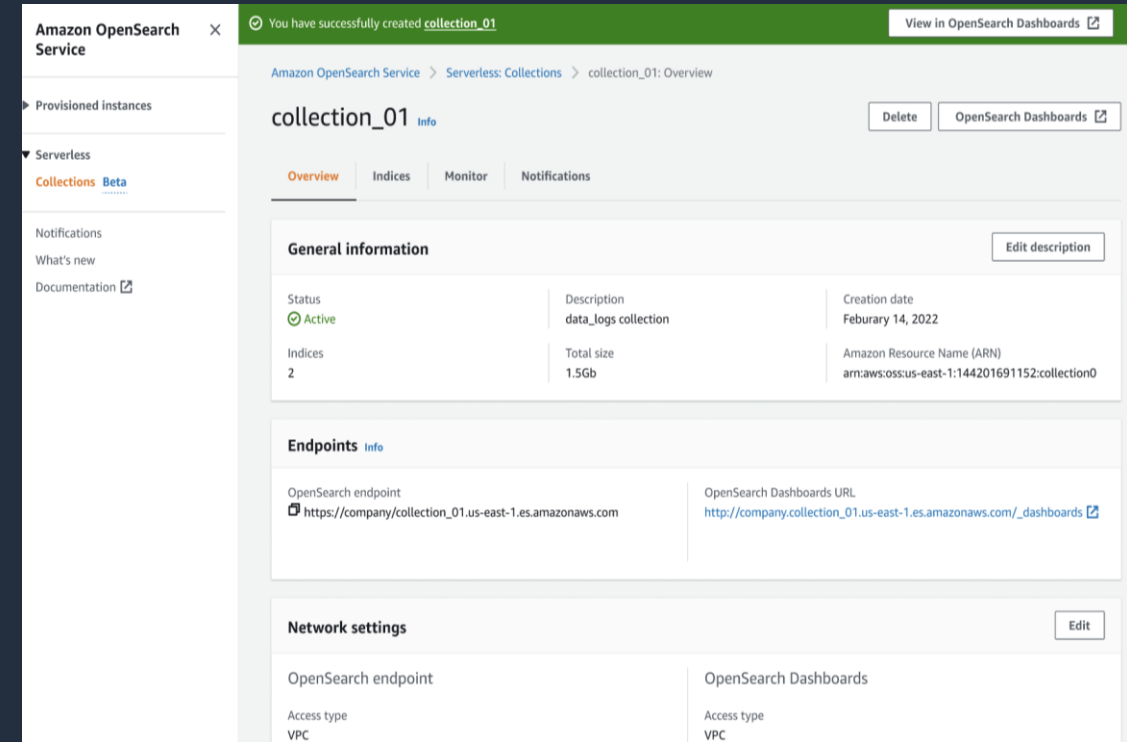 Amazon OpenSearch
Service
Provisioned instances
Serverless
Collections Beta
Notifications
What's new
Documentation
You have successfully created collection_01
View in OpenSearch Dashboards
Amazon OpenSearch Service > Serverless: Collections > collection_01: Overview
collection_01 Info
Delete
OpenSearch Dashboards
Overview
Indices
Monitor
Notifications
General information
Edit description
Status
Active
Description
data_logs collection
Creation date
Feburary 14, 2022
Indices
2
Total size
1.5Gb
Amazon Resource Name (ARN)
arn:aws:oss:us-east-1:144201691152:collection0
Endpoints Info
OpenSearch endpoint
https://company/collection_01.us-east-1.es.amazonaws.com
OpenSearch Dashboards URL
http://company.collection_01.us-east-1.es.amazonaws.com/_dashboards
Network settings
Edit
OpenSearch endpoint
Access type
VPC
OpenSearch Dashboards
Access type
VPC